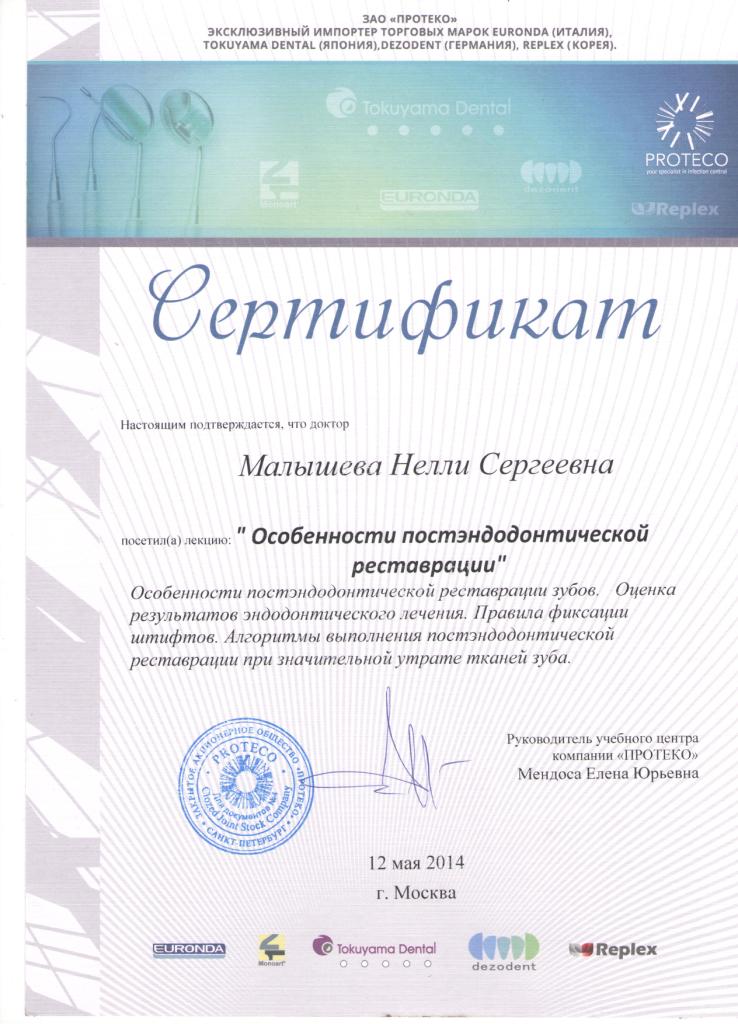 ЗАО «ПРОТЕКО»
ЭКСКЛЮЗИВНЫЙ ИМПОРТЕР ТОРГОВЫХ МАРОК EURONDA (ИТАЛИЯ),
TOKUYAMA DENTAL (ЯПОНИЯ),DEZODENT (ГЕРМАНИЯ), REPLEX (КОРЕЯ).
Tokuyama Dental
PROTECO
your specialist in infection control
Monoart®
EURONDA
dezodent
Replex
Сертификат
Настоящим подтверждается, что доктор
Малышева Нелли Сергеевна
посетил(а) лекцию: " Особенности постэндодонтической
реставрации"
Особенности постэндодонтической реставрации зубов. Оценка
результатов эндодонтического лечения. Правила фиксации
штифтов. Алгоритмы выполнения постэндодонтической
реставрации при значительной утрате тканей зуба.
Руководитель учебного центра
компании “ПРОТЕКО”
Мендоса Елена Юрьевна
ЗАКРЫТОЕ АКЦИОНЕРНОЕ ОБЩЕСТВО «ПРОТЕКО»
• САНКТ-ПЕТЕРБУРГ •
• PROTECO •
Для документов №4
Clozed Joint Stock Company
12 мая 2014
г. Москва
EURONDA
Monoart®
Tokuyama Dental
dezodent
Replex